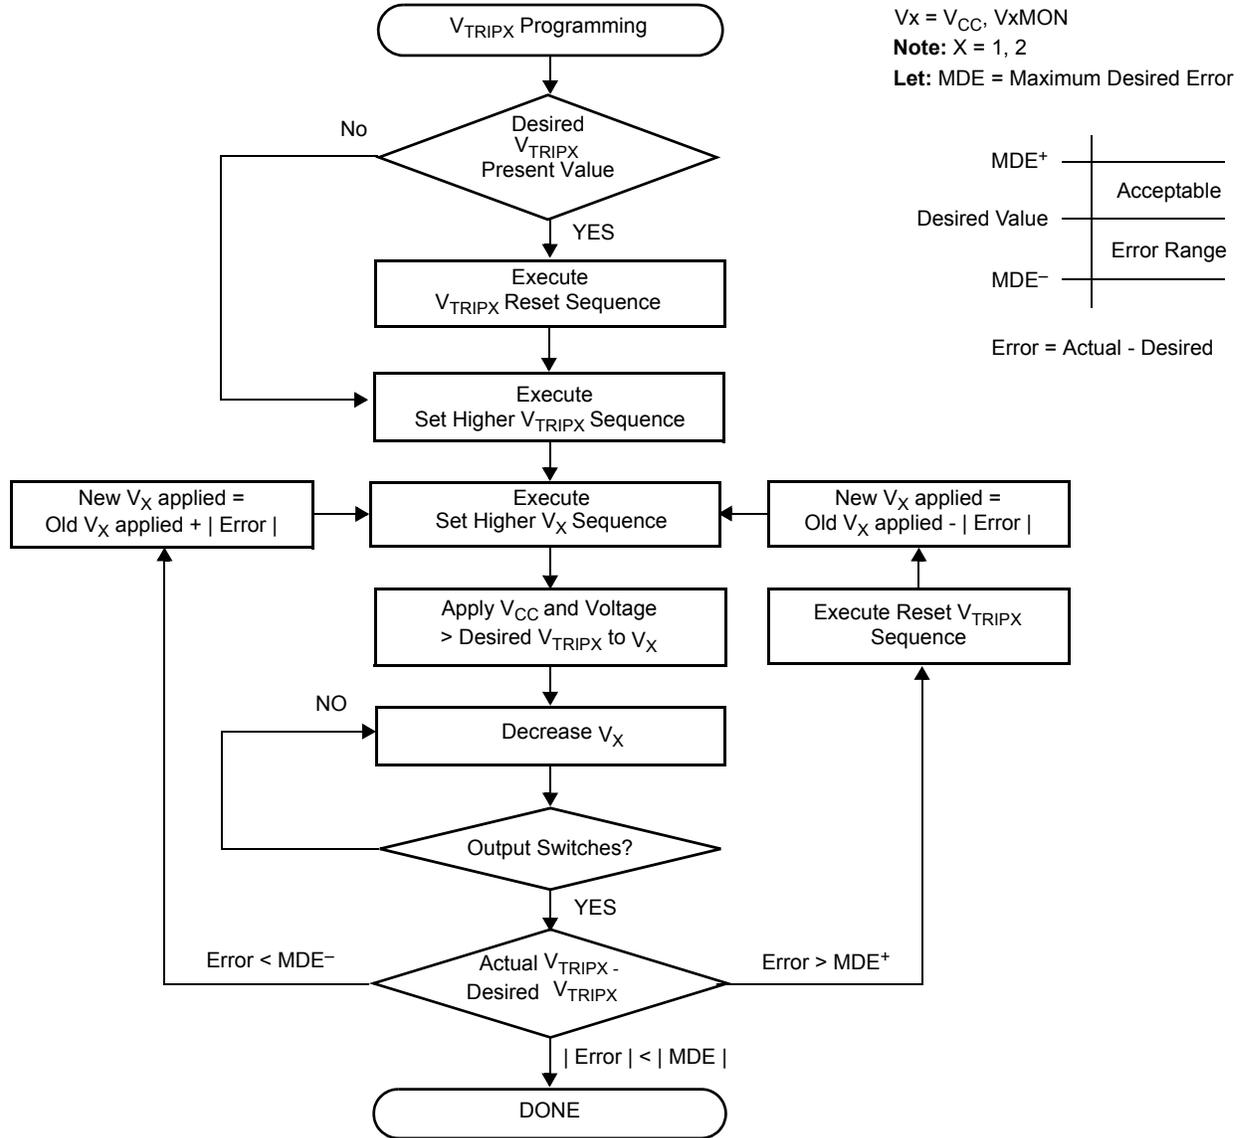 V_TRIPX Programming
Vx = V_CC, VxMON
Note: X = 1, 2
Let: MDE = Maximum Desired Error
No
Desired
V_TRIPX
Present Value
YES
MDE⁺
Acceptable
Desired Value
Error Range
MDE⁻
Error = Actual - Desired
Execute
V_TRIPX Reset Sequence
Execute
Set Higher V_TRIPX Sequence
New V_X applied =
Old V_X applied + | Error |
Execute
Set Higher V_X Sequence
New V_X applied =
Old V_X applied - | Error |
Apply V_CC and Voltage
> Desired V_TRIPX to V_X
Execute Reset V_TRIPX
Sequence
NO
Decrease V_X
Output Switches?
YES
Error < MDE⁻
Actual V_TRIPX -
Desired V_TRIPX
Error > MDE⁺
| Error | < | MDE |
DONE